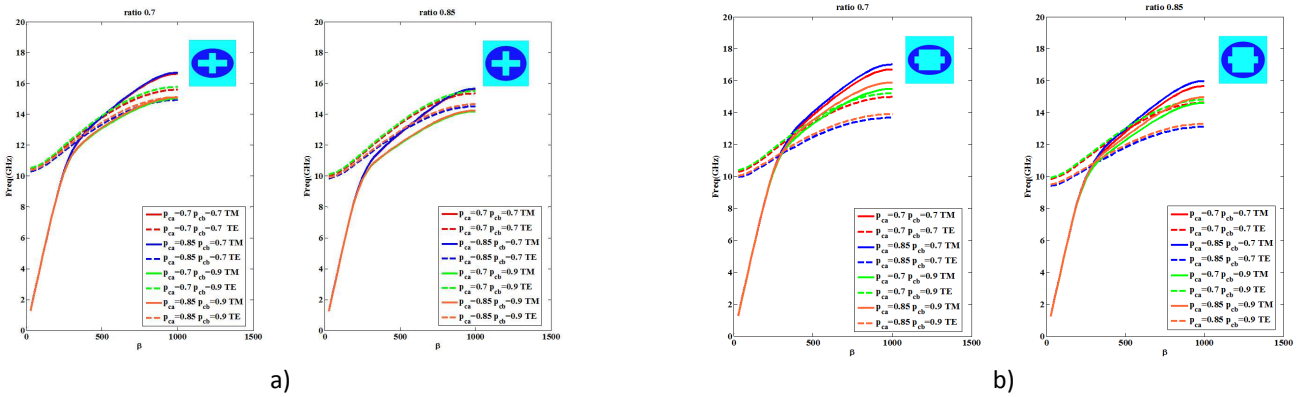 ratio 0.7
20
18
16
14
12
10
8
6
4
2
0
Freq(GHz)
0
500
1000
1500
β
p_ca=0.7 p_cb=0.7 TM
p_ca=0.7 p_cb=0.7 TE
p_ca=0.85 p_cb=0.7 TM
p_ca=0.85 p_cb=0.7 TE
p_ca=0.7 p_cb=0.9 TM
p_ca=0.7 p_cb=0.9 TE
p_ca=0.85 p_cb=0.9 TM
p_ca=0.85 p_cb=0.9 TE
ratio 0.85
20
18
16
14
12
10
8
6
4
2
0
Freq(GHz)
0
500
1000
1500
β
p_ca=0.7 p_cb=0.7 TM
p_ca=0.7 p_cb=0.7 TE
p_ca=0.85 p_cb=0.7 TM
p_ca=0.85 p_cb=0.7 TE
p_ca=0.7 p_cb=0.9 TM
p_ca=0.7 p_cb=0.9 TE
p_ca=0.85 p_cb=0.9 TM
p_ca=0.85 p_cb=0.9 TE
a)
ratio 0.7
20
18
16
14
12
10
8
6
4
2
0
Freq(GHz)
0
500
1000
1500
β
p_ca=0.7 p_cb=0.7 TM
p_ca=0.7 p_cb=0.7 TE
p_ca=0.85 p_cb=0.7 TM
p_ca=0.85 p_cb=0.7 TE
p_ca=0.7 p_cb=0.9 TM
p_ca=0.7 p_cb=0.9 TE
p_ca=0.85 p_cb=0.9 TM
p_ca=0.85 p_cb=0.9 TE
ratio 0.85
20
18
16
14
12
10
8
6
4
2
0
Freq(GHz)
0
500
1000
1500
β
p_ca=0.7 p_cb=0.7 TM
p_ca=0.7 p_cb=0.7 TE
p_ca=0.85 p_cb=0.7 TM
p_ca=0.85 p_cb=0.7 TE
p_ca=0.7 p_cb=0.9 TM
p_ca=0.7 p_cb=0.9 TE
p_ca=0.85 p_cb=0.9 TM
p_ca=0.85 p_cb=0.9 TE
b)